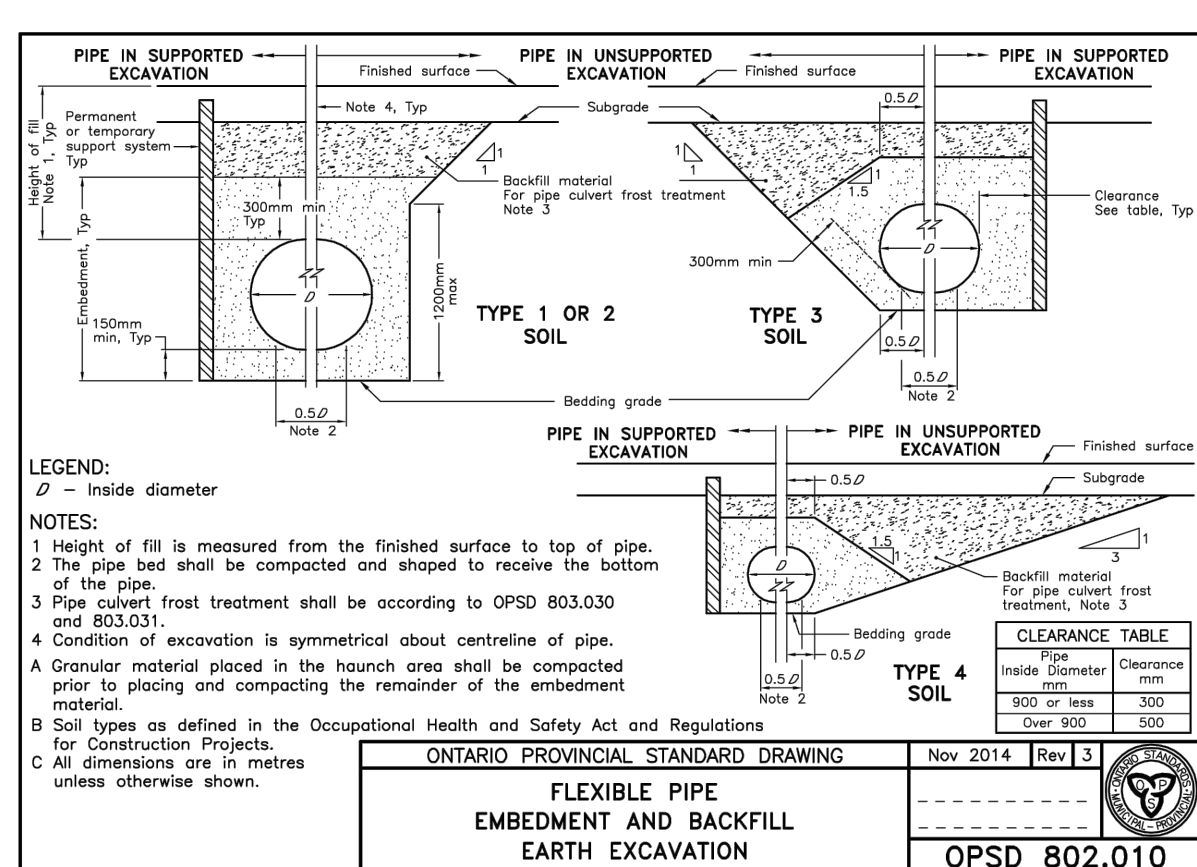 PIPE IN SUPPORTED
EXCAVATION
PIPE IN UNSUPPORTED
EXCAVATION
PIPE IN SUPPORTED
EXCAVATION
Finished surface
Finished surface
Note 4, Typ
Subgrade
0.5D
Height of fill
Note 1, Typ
Permanent
or temporary
support system
Typ
1
1
1
1
Backfill material
For pipe culvert frost treatment
Note 3
1
1.5
Clearance
See table, Typ
300mm min
Typ
300mm min
Embedment, Typ
D
D
1200mm
max
150mm
min, Typ
TYPE 1 OR 2
SOIL
TYPE 3
SOIL
0.5D
0.5D
Note 2
0.5D
Note 2
Bedding grade
PIPE IN SUPPORTED
EXCAVATION
PIPE IN UNSUPPORTED
EXCAVATION
Finished surface
Subgrade
0.5D
1.5
1
1
3
D
Backfill material
For pipe culvert frost
treatment, Note 3
Bedding grade
0.5D
0.5D
Note 2
TYPE 4
SOIL
LEGEND:
D – Inside diameter
NOTES:
1 Height of fill is measured from the finished surface to top of pipe.
2 The pipe bed shall be compacted and shaped to receive the bottom
of the pipe.
3 Pipe culvert frost treatment shall be according to OPSD 803.030
and 803.031.
4 Condition of excavation is symmetrical about centreline of pipe.
A Granular material placed in the haunch area shall be compacted
prior to placing and compacting the remainder of the embedment
material.
B Soil types as defined in the Occupational Health and Safety Act and Regulations
for Construction Projects.
C All dimensions are in metres
unless otherwise shown.
CLEARANCE TABLE
Pipe
Inside Diameter
mm
Clearance
mm
900 or less 300
Over 900 500
ONTARIO PROVINCIAL STANDARD DRAWING
Nov 2014 Rev 3
FLEXIBLE PIPE
EMBEDMENT AND BACKFILL
EARTH EXCAVATION
ONTARIO STANDARDS
MUNICIPAL - PROVINCIAL
O P
S
OPSD 802.010